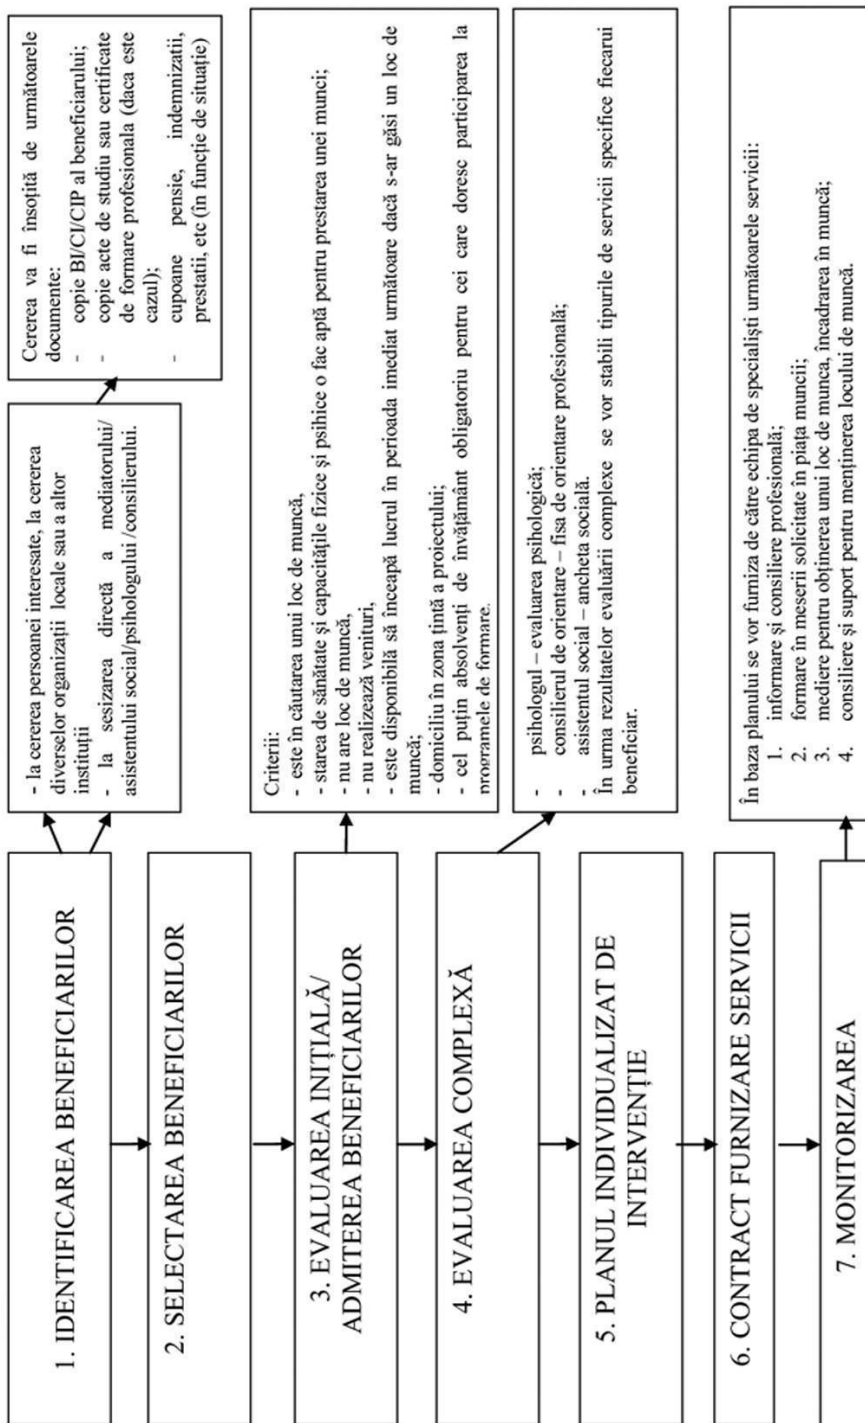 1. IDENTIFICAREA BENEFICIARILOR
- la cererea persoanei interesate, la cererea
diverselor organizații locale sau a altor
instituții
- la sesizarea directă a mediatorului/
asistentului social/psihologului /consilierului.
Cererea va fi însoțită de următoarele
documente:
- copie BI/CI/CIP al beneficiarului;
- copie acte de studiu sau certificate
de formare profesionala (daca este
cazul);
- cupoane pensie, indemnizatii,
prestatii, etc (în funcție de situație)
2. SELECTAREA BENEFICIARILOR
3. EVALUAREA INIȚIALĂ/
ADMITEREA BENEFICIARILOR
Criterii:
- este în căutarea unui loc de muncă,
- starea de sănătate și capacitățile fizice și psihice o fac aptă pentru prestarea unei munci;
- nu are loc de muncă,
- nu realizează venituri,
- este disponibilă să înceapă lucrul în perioada imediat următoare dacă s-ar găsi un loc de
muncă;
- domiciliu în zona țintă a proiectului;
- cel puțin absolvenți de învățământ obligatoriu pentru cei care doresc participarea la
programele de formare.
4. EVALUAREA COMPLEXĂ
- psihologul – evaluarea psihologică;
- consilierul de orientare – fisa de orientare profesională;
- asistentul social – ancheta socială.
În urma rezultatelor evaluării complexe se vor stabili tipurile de servicii specifice fiecarui
beneficiar.
5. PLANUL INDIVIDUALIZAT DE
INTERVENȚIE
6. CONTRACT FURNIZARE SERVICII
7. MONITORIZAREA
În baza planului se vor furniza de către echipa de specialiști următoarele servicii:
1. informare și consiliere profesională;
2. formare în meserii solicitate în piața muncii;
3. mediere pentru obținerea unui loc de munca, încadrarea în muncă;
4. consiliere și suport pentru menținerea locului de muncă.